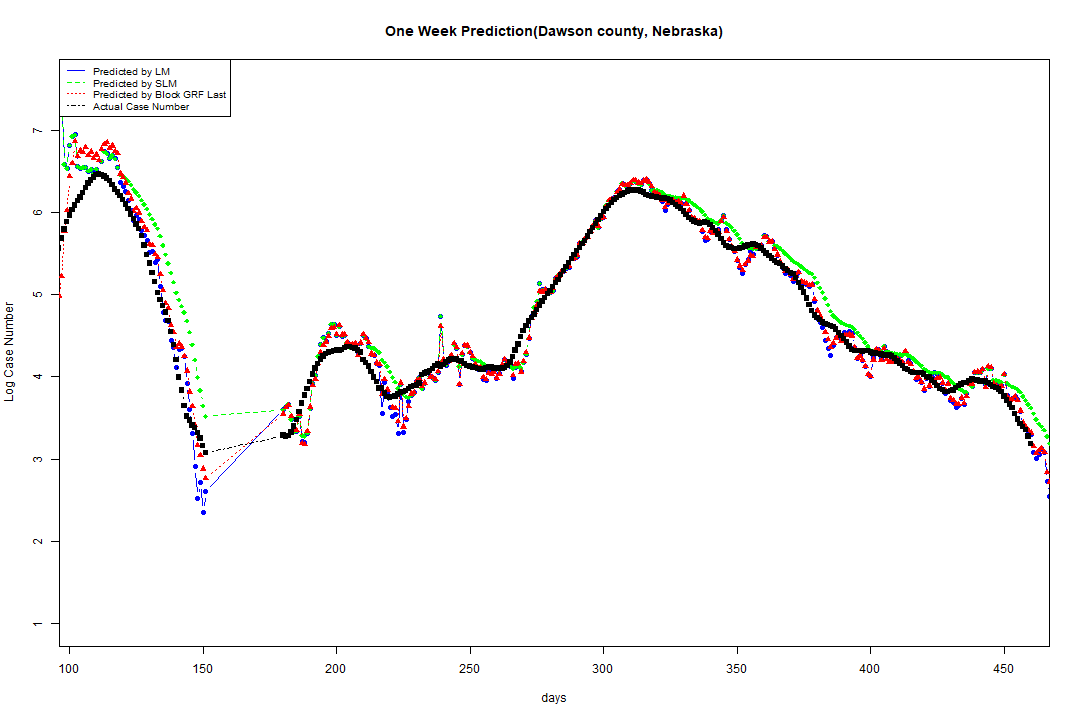 One Week Prediction(Dawson county, Nebraska)
Predicted by LM
Predicted by SLM
Predicted by Block GRF Last
Actual Case Number
7
6
5
4
3
2
1
Log Case Number
100 150 200 250 300 350 400 450
days